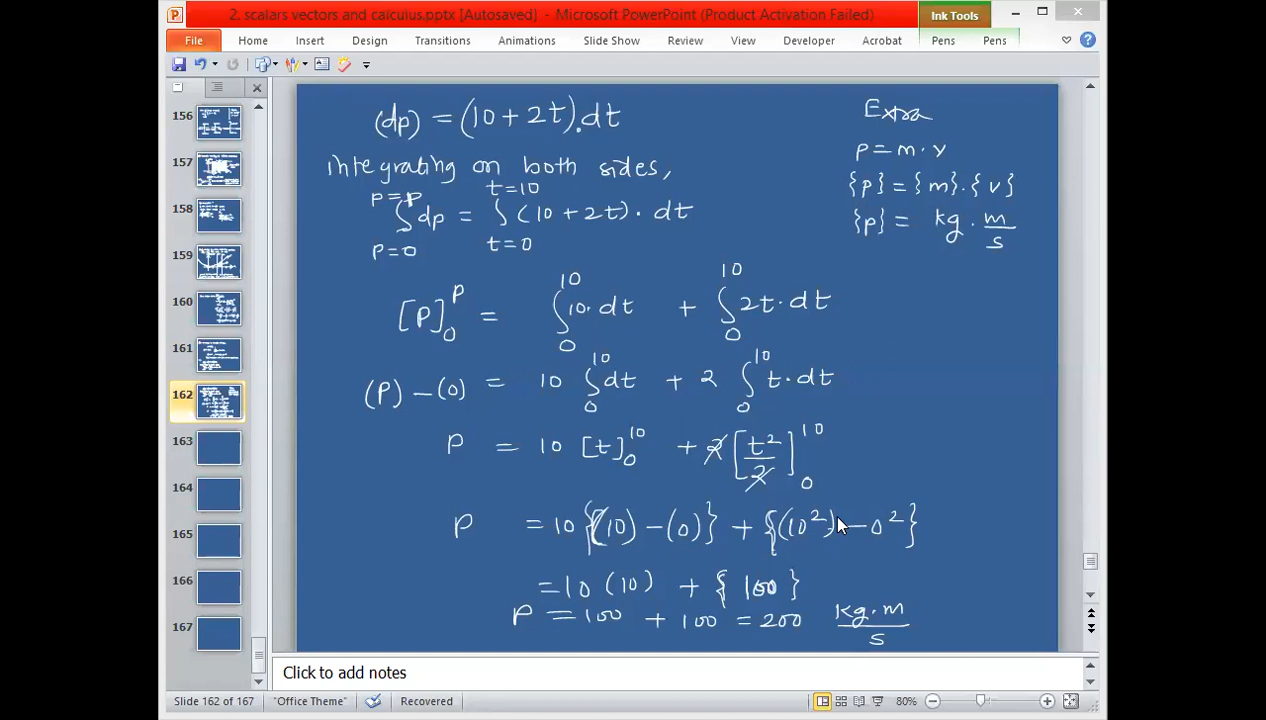 2. scalars vectors and calculus.pptx [Autosaved] - Microsoft PowerPoint (Product Activation Failed)
Ink Tools
File Home Insert Design Transitions Animations Slide Show Review View Developer Acrobat Pens Pens
(dp) = (10 + 2t).dt
integrating on both sides,
p=p t=10
∫ dp = ∫ (10 + 2t) · dt
p=0 t=0
[P]₀ᴾ = ∫₀¹⁰ 10· dt + ∫₀¹⁰ 2t· dt
(P) – (0) = 10 ∫₀¹⁰ dt + 2 ∫₀¹⁰ t· dt
P = 10 [t]₀¹⁰ + 2 [t²/2]₀¹⁰
P = 10 {(10) – (0)} + {(10²) – 0²}
= 10 (10) + { 100 }
P = 100 + 100 = 200 kg·m/s
Extra
P = m · v
{p} = {m}·{v}
{p} = kg · m/s
156
157
158
159
160
161
162
163
164
165
166
167
Click to add notes
Slide 162 of 167 "Office Theme" Recovered 80%